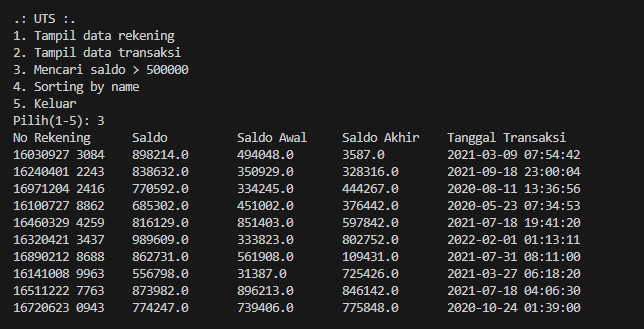 .: UTS :.
1. Tampil data rekening
2. Tampil data transaksi
3. Mencari saldo > 500000
4. Sorting by name
5. Keluar
Pilih(1-5): 3
No Rekening Saldo Saldo Awal Saldo Akhir Tanggal Transaksi
16030927 3084 898214.0 494048.0 3587.0 2021-03-09 07:54:42
16240401 2243 838632.0 350929.0 328316.0 2021-09-18 23:00:04
16971204 2416 770592.0 334245.0 444267.0 2020-08-11 13:36:56
16100727 8862 685302.0 451002.0 376442.0 2020-05-23 07:34:53
16460329 4259 816129.0 851403.0 597842.0 2021-07-18 19:41:20
16320421 3437 989609.0 333823.0 802752.0 2022-02-01 01:13:11
16890212 8688 862731.0 561908.0 109431.0 2021-07-31 08:11:00
16141008 9963 556798.0 31387.0 725426.0 2021-03-27 06:18:20
16511222 7763 873982.0 896213.0 846142.0 2021-07-18 04:06:30
16720623 0943 774247.0 739406.0 775848.0 2020-10-24 01:39:00